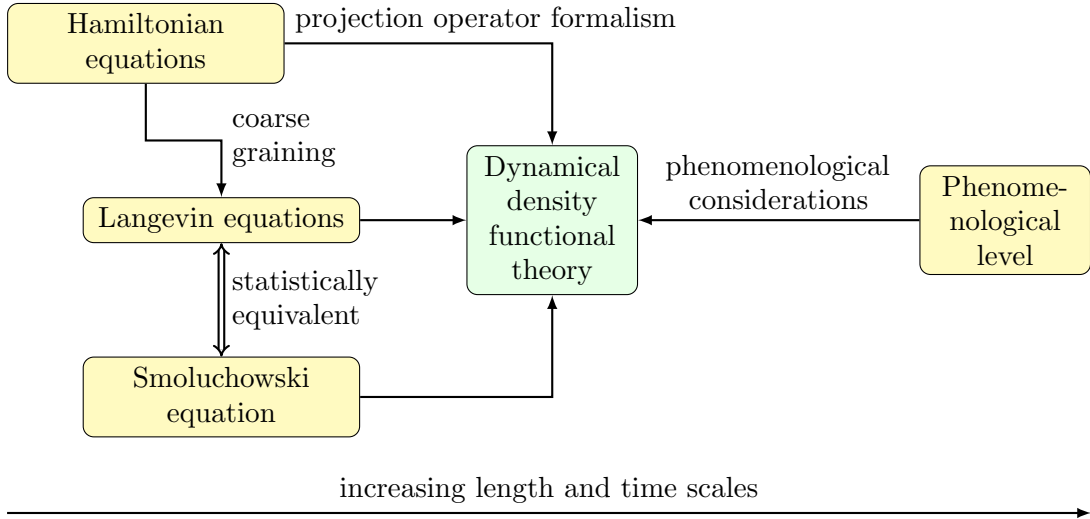 Hamiltonian
equations
projection operator formalism
coarse
graining
Langevin equations
statistically
equivalent
Smoluchowski
equation
Dynamical
density
functional
theory
phenomenological
considerations
Phenome-
nological
level
increasing length and time scales